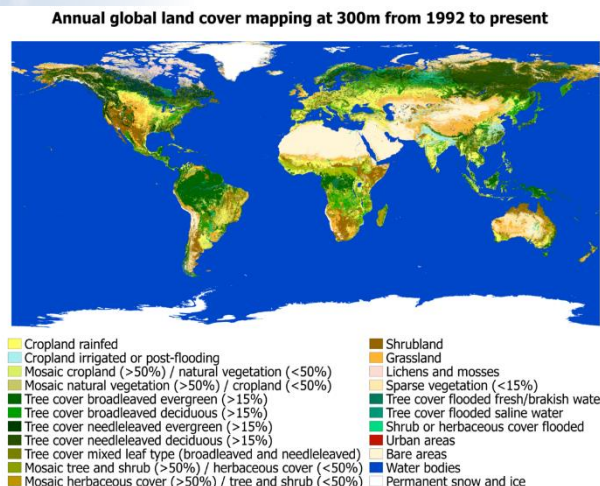 Annual global land cover mapping at 300m from 1992 to present
Cropland rainfed
Cropland irrigated or post-flooding
Mosaic cropland (>50%) / natural vegetation (<50%)
Mosaic natural vegetation (>50%) / cropland (<50%)
Tree cover broadleaved evergreen (>15%)
Tree cover broadleaved deciduous (>15%)
Tree cover needleleaved evergreen (>15%)
Tree cover needleleaved deciduous (>15%)
Tree cover mixed leaf type (broadleaved and needleleaved)
Mosaic tree and shrub (>50%) / herbaceous cover (<50%)
Mosaic herbaceous cover (>50%) / tree and shrub (<50%)
Shrubland
Grassland
Lichens and mosses
Sparse vegetation (<15%)
Tree cover flooded fresh/brakish wate
Tree cover flooded saline water
Shrub or herbaceous cover flooded
Urban areas
Bare areas
Water bodies
Permanent snow and ice